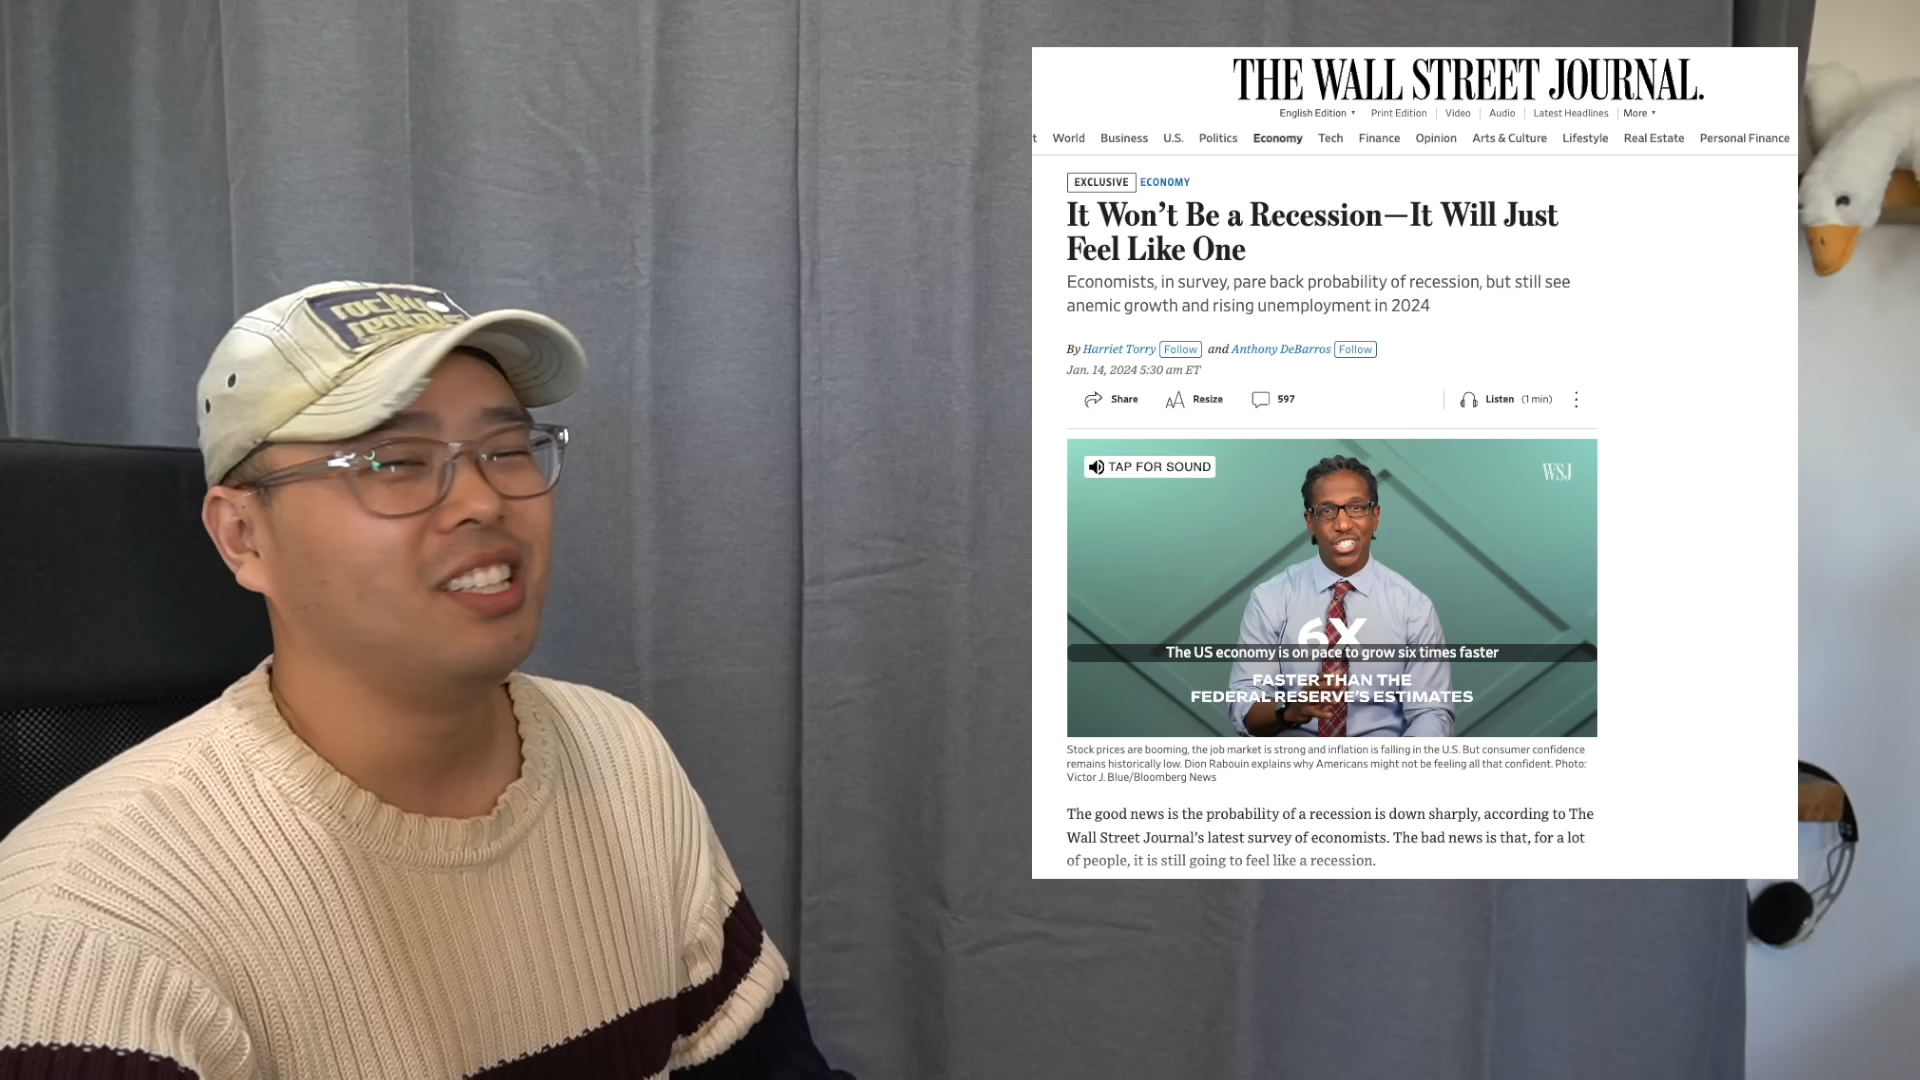 rocky
rentals
THE WALL STREET JOURNAL.
English Edition Print Edition Video Audio Latest Headlines More
t World Business U.S. Politics Economy Tech Finance Opinion Arts & Culture Lifestyle Real Estate Personal Finance
EXCLUSIVE ECONOMY
It Won’t Be a Recession—It Will Just
Feel Like One
Economists, in survey, pare back probability of recession, but still see
anemic growth and rising unemployment in 2024
By Harriet Torry Follow and Anthony DeBarros Follow
Jan. 14, 2024 5:30 am ET
Share AA Resize 597 Listen (1 min)
TAP FOR SOUND
WSJ
6X
The US economy is on pace to grow six times faster
FASTER THAN THE
FEDERAL RESERVE’S ESTIMATES
Stock prices are booming, the job market is strong and inflation is falling in the U.S. But consumer confidence
remains historically low. Dion Rabouin explains why Americans might not be feeling all that confident. Photo:
Victor J. Blue/Bloomberg News
The good news is the probability of a recession is down sharply, according to The
Wall Street Journal’s latest survey of economists. The bad news is that, for a lot
of people, it is still going to feel like a recession.